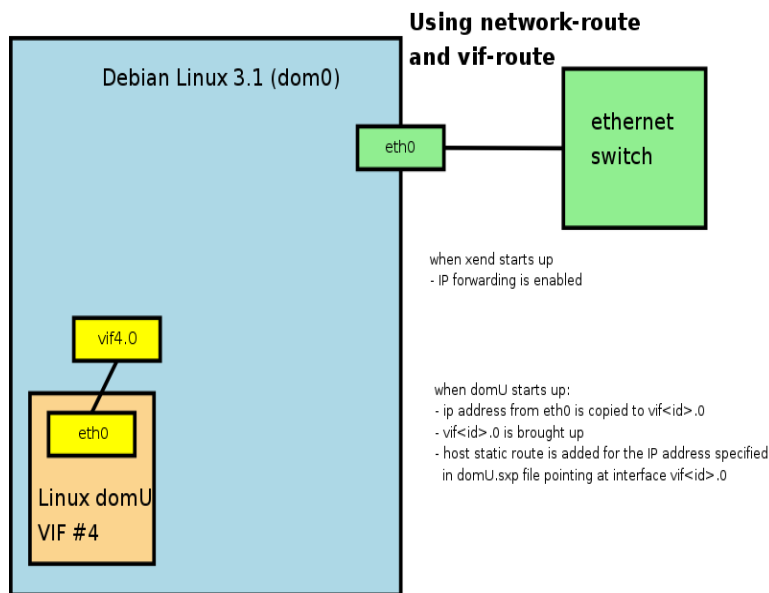 Using network-route
and vif-route
Debian Linux 3.1 (dom0)
eth0
ethernet
switch
when xend starts up
- IP forwarding is enabled
vif4.0
eth0
Linux domU
VIF #4
when domU starts up:
- ip address from eth0 is copied to vif<id>.0
- vif<id>.0 is brought up
- host static route is added for the IP address specified
in domU.sxp file pointing at interface vif<id>.0